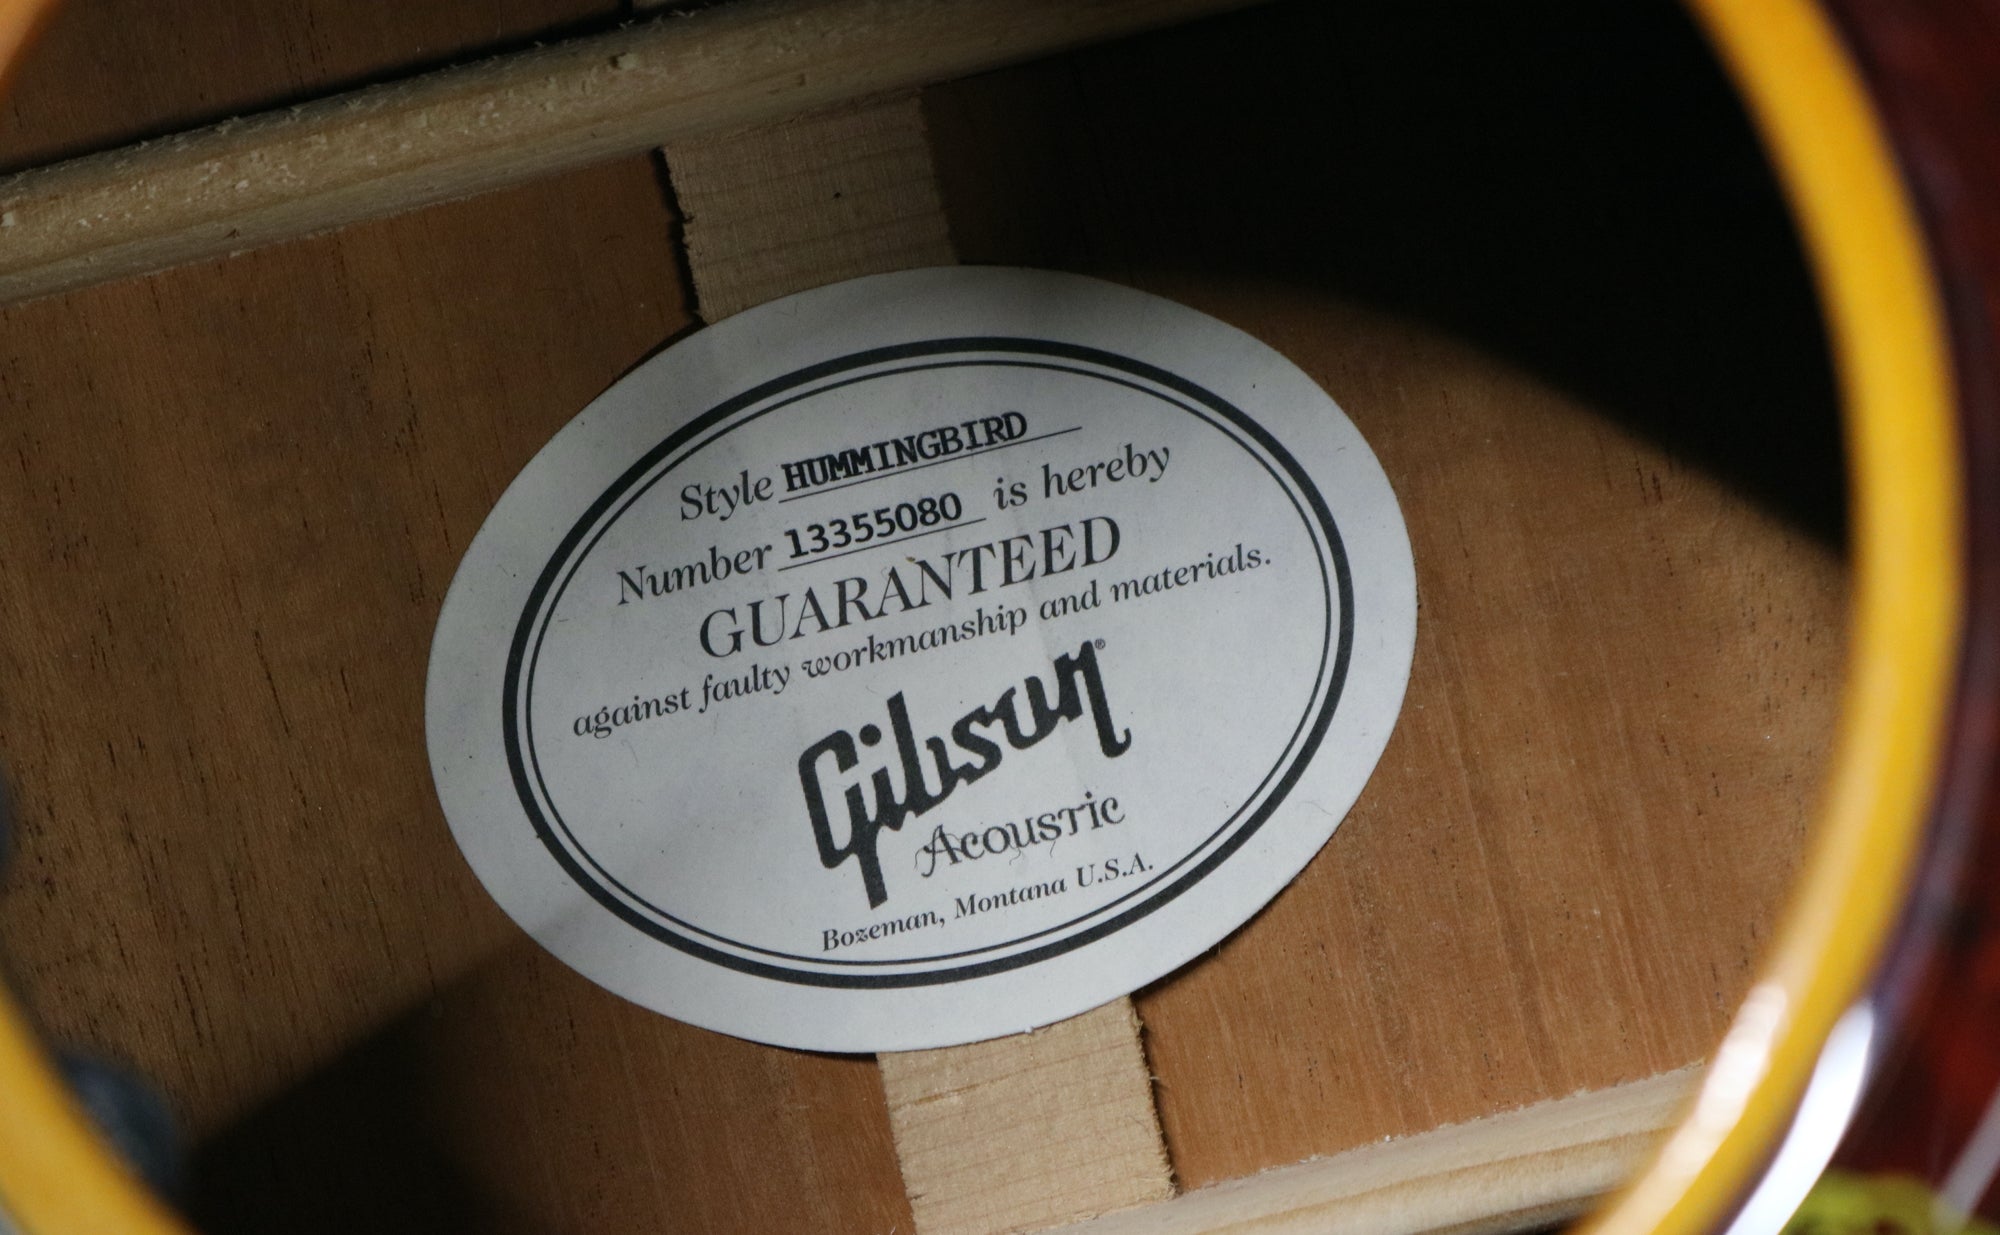 Style HUMMINGBIRD
Number 13355080 is hereby
GUARANTEED
against faulty workmanship and materials.
Gibson®
Acoustic
Bozeman, Montana U.S.A.